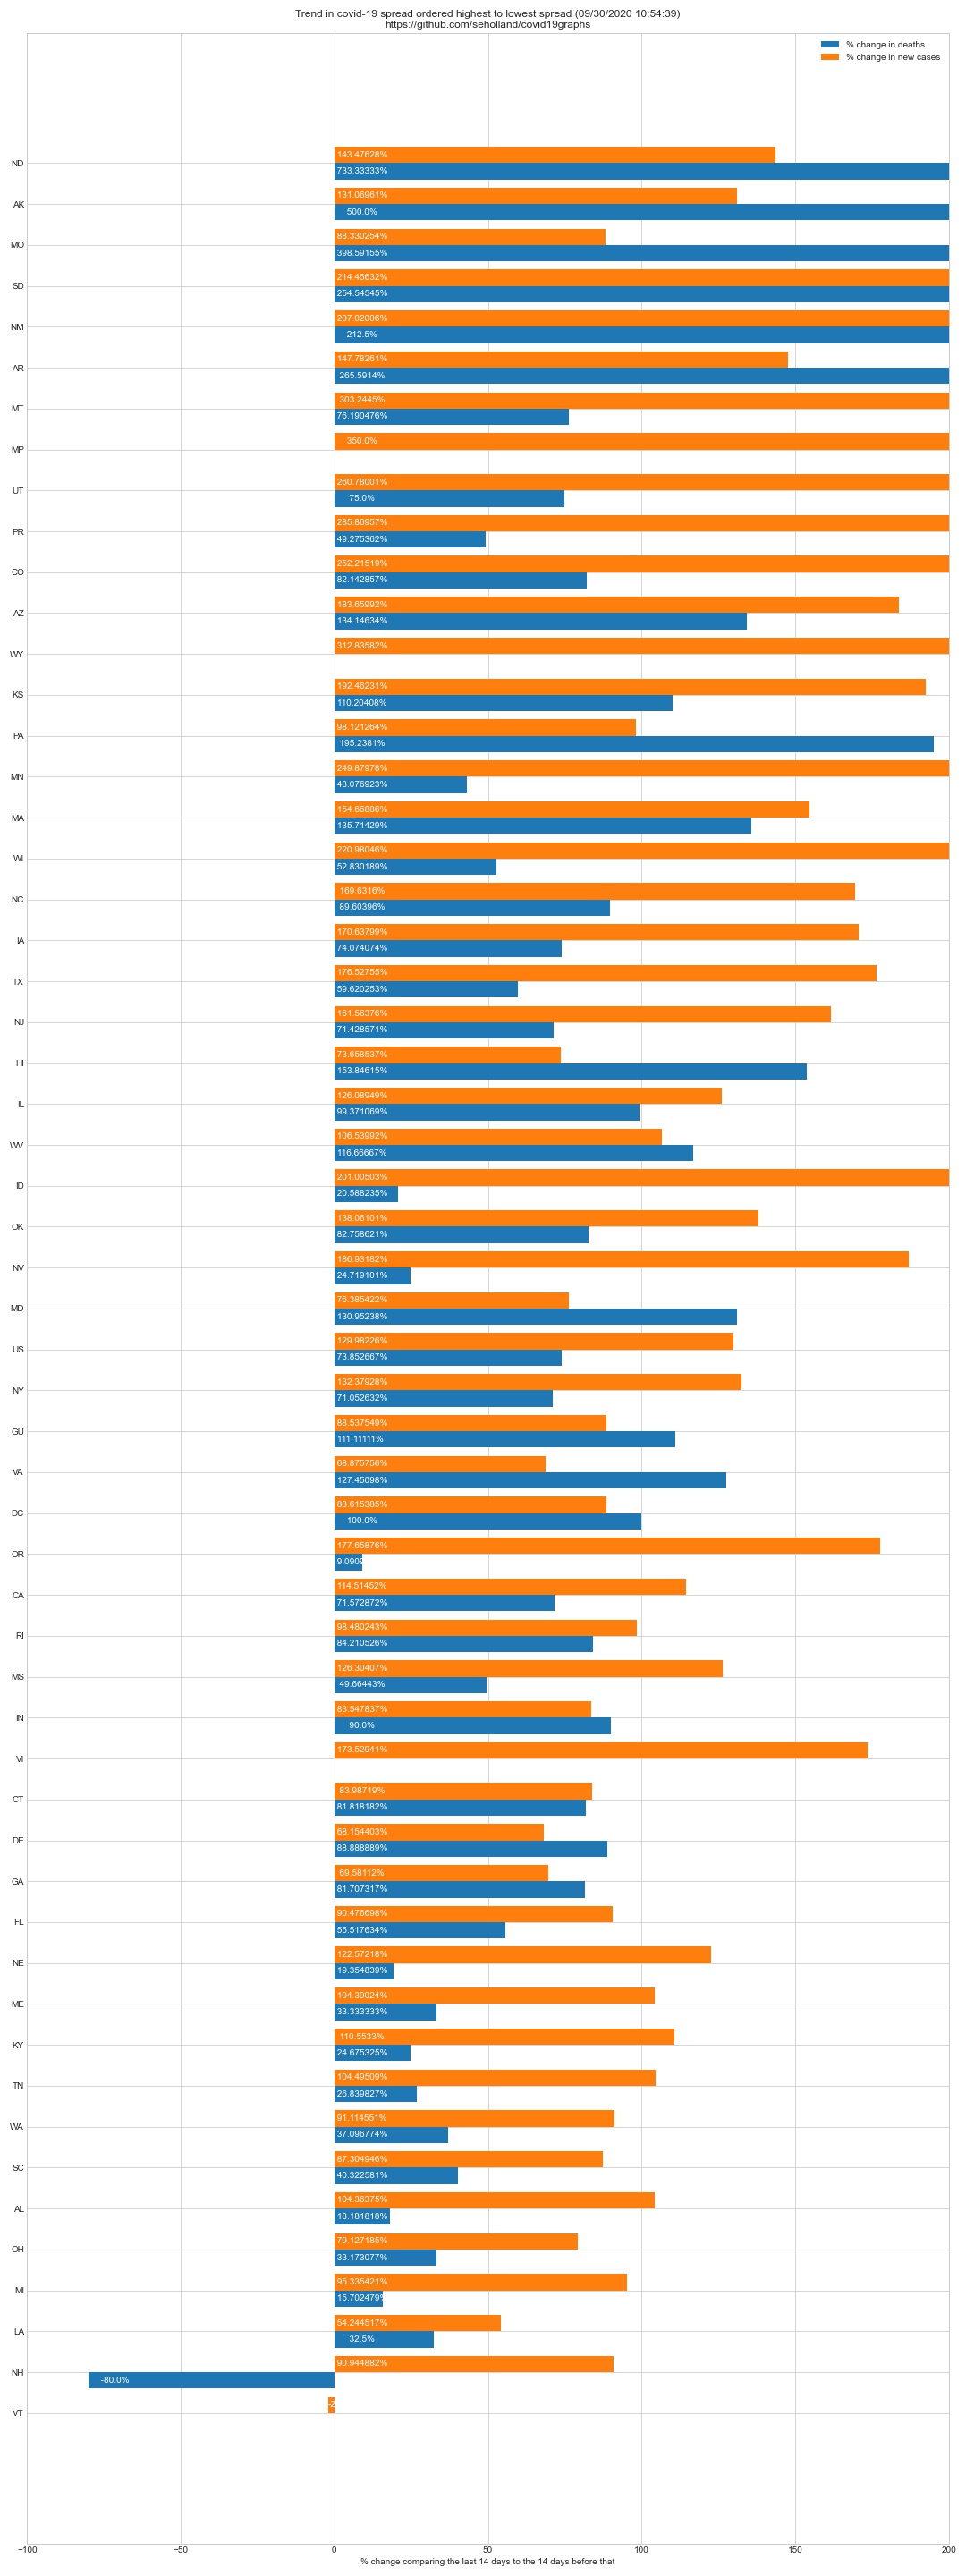 Trend in covid-19 spread ordered highest to lowest spread (09/30/2020 10:54:39)
https://github.com/seholland/covid19graphs
% change in deaths
% change in new cases
143.47628%
ND
733.33333%
131.06961%
AK
500.0%
88.330254%
MO
398.59155%
214.45632%
SD
254.54545%
207.02006%
NM
212.5%
147.78261%
AR
265.5914%
303.2445%
MT
76.190476%
350.0%
MP
260.78001%
UT
75.0%
285.86957%
PR
49.275362%
252.21519%
CO
82.142857%
183.65992%
AZ
134.14634%
312.83582%
WY
192.46231%
KS
110.20408%
98.121264%
PA
195.2381%
249.87978%
MN
43.076923%
154.66886%
MA
135.71429%
220.98046%
WI
52.830189%
169.6316%
NC
89.60396%
170.63799%
IA
74.074074%
176.52755%
TX
59.620253%
161.56376%
NJ
71.428571%
73.658537%
HI
153.84615%
126.08949%
IL
99.371069%
106.53992%
WV
116.66667%
201.00503%
ID
20.588235%
138.06101%
OK
82.758621%
186.93182%
NV
24.719101%
76.385422%
MD
130.95238%
129.98226%
US
73.852667%
132.37928%
NY
71.052632%
88.537549%
GU
111.11111%
68.875756%
VA
127.45098%
88.615385%
DC
100.0%
177.65876%
OR
114.51452%
CA
71.572872%
98.480243%
RI
84.210526%
126.30407%
MS
49.66443%
83.547837%
IN
90.0%
173.52941%
VI
83.98719%
CT
81.818182%
68.154403%
DE
88.888889%
69.58112%
GA
81.707317%
90.476698%
FL
55.517634%
122.57218%
NE
19.354839%
104.39024%
ME
33.333333%
110.5533%
KY
24.675325%
104.49509%
TN
26.839827%
91.114551%
WA
37.096774%
87.304946%
SC
40.322581%
104.36375%
AL
18.181818%
79.127185%
OH
33.173077%
95.335421%
MI
15.702479%
54.244517%
LA
32.5%
90.944882%
NH
-80.0%
VT
−100
−50
0
50
100
150
200
% change comparing the last 14 days to the 14 days before that